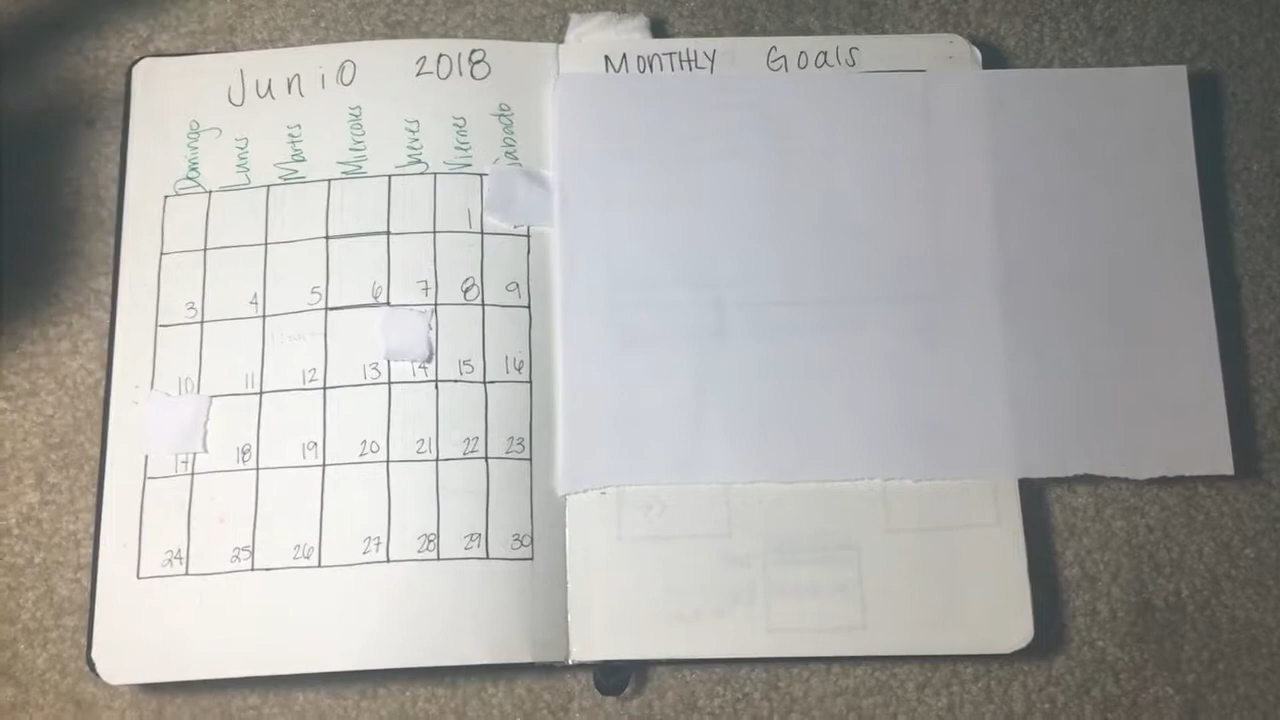 Junio 2018
Domingo Lunes Martes Miercoles Jueves Viernes Sabado
1
3 4 5 6 7 8 9
10 11 12 13 14 15 16
17 18 19 20 21 22 23
24 25 26 27 28 29 30
MONTHLY GOALS